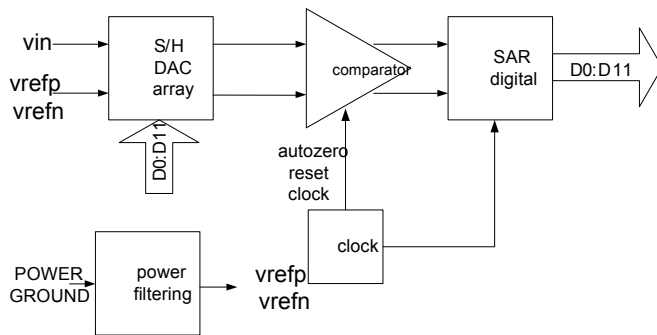 vin
vrefp
vrefn
S/H
DAC
array
D0:D11
comparator
SAR
digital
D0:D11
autozero
reset
clock
clock
POWER
GROUND
power
filtering
vrefp
vrefn